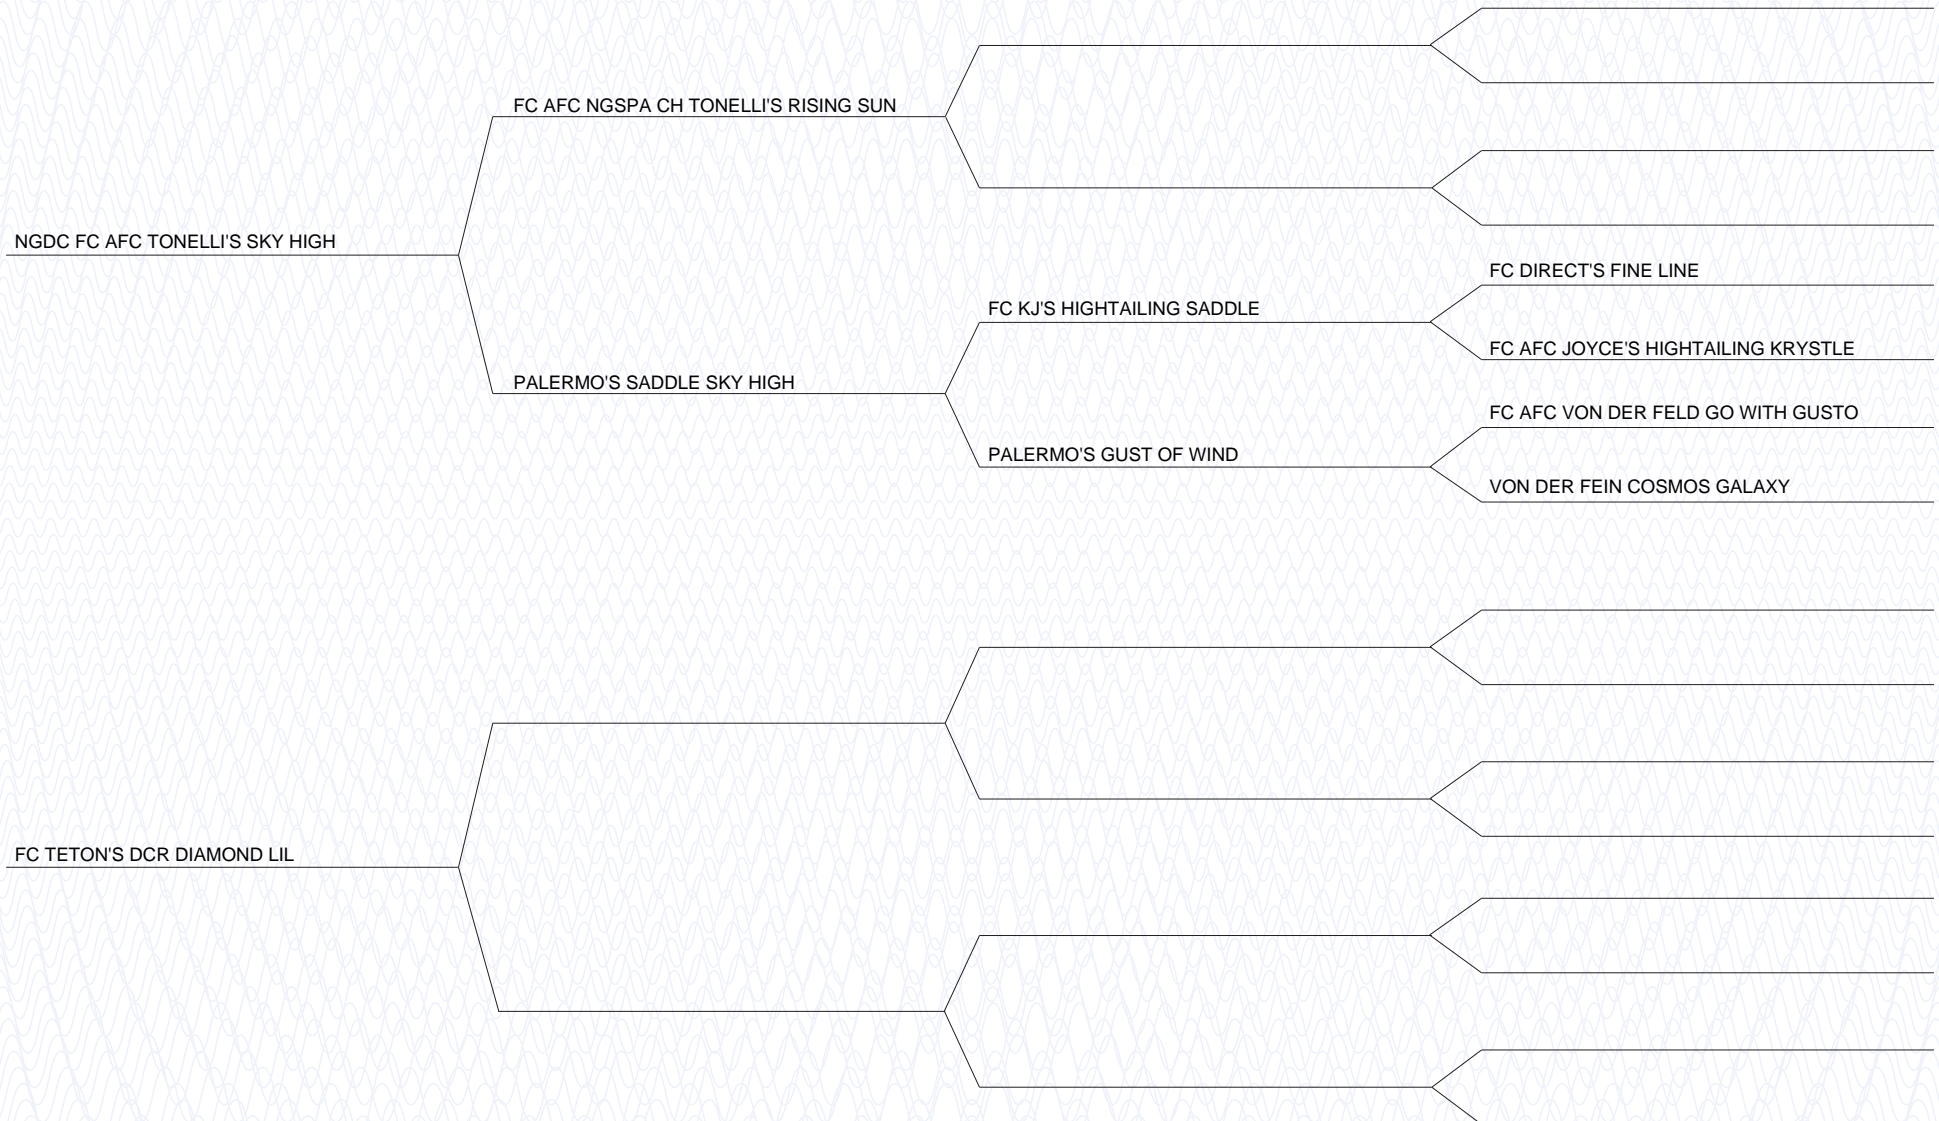 FC AFC NGSPA CH TONELLI'S RISING SUN
NGDC FC AFC TONELLI'S SKY HIGH
FC DIRECT'S FINE LINE
FC KJ'S HIGHTAILING SADDLE
FC AFC JOYCE'S HIGHTAILING KRYSTLE
PALERMO'S SADDLE SKY HIGH
FC AFC VON DER FELD GO WITH GUSTO
PALERMO'S GUST OF WIND
VON DER FEIN COSMOS GALAXY
FC TETON'S DCR DIAMOND LIL